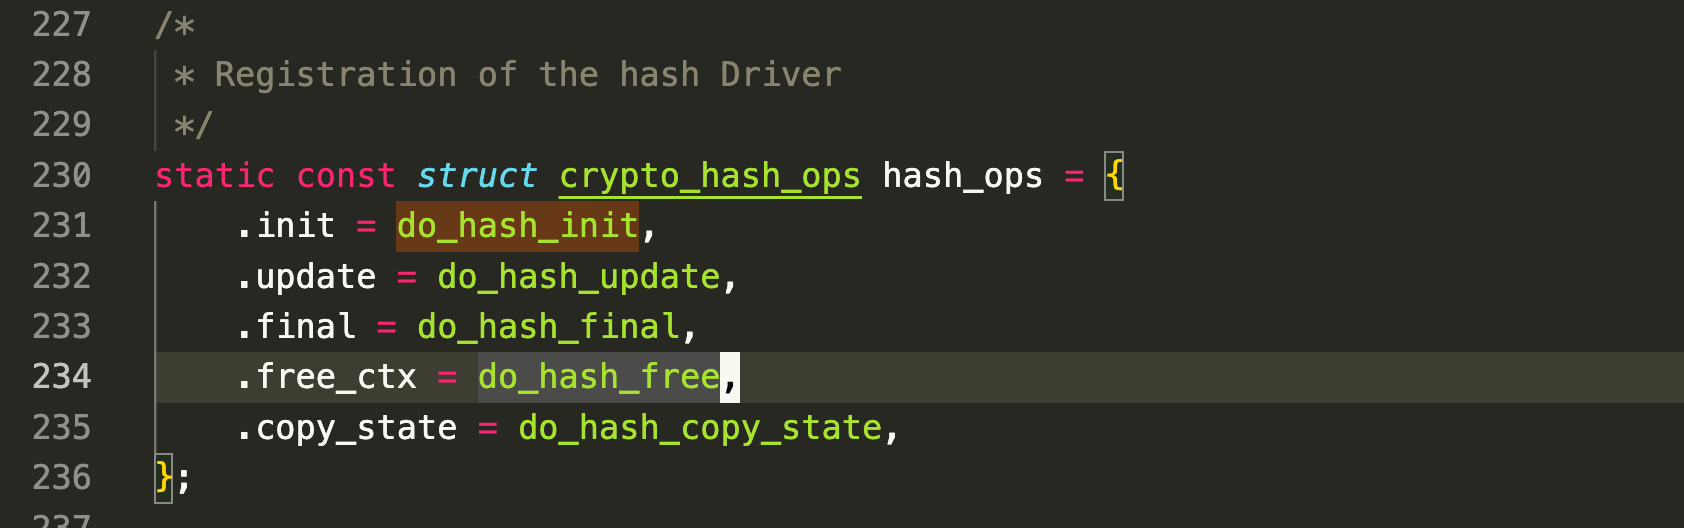 227 /*
228  * Registration of the hash Driver
229  */
230 static const struct crypto_hash_ops hash_ops = {
231     .init = do_hash_init,
232     .update = do_hash_update,
233     .final = do_hash_final,
234     .free_ctx = do_hash_free,
235     .copy_state = do_hash_copy_state,
236 };
237